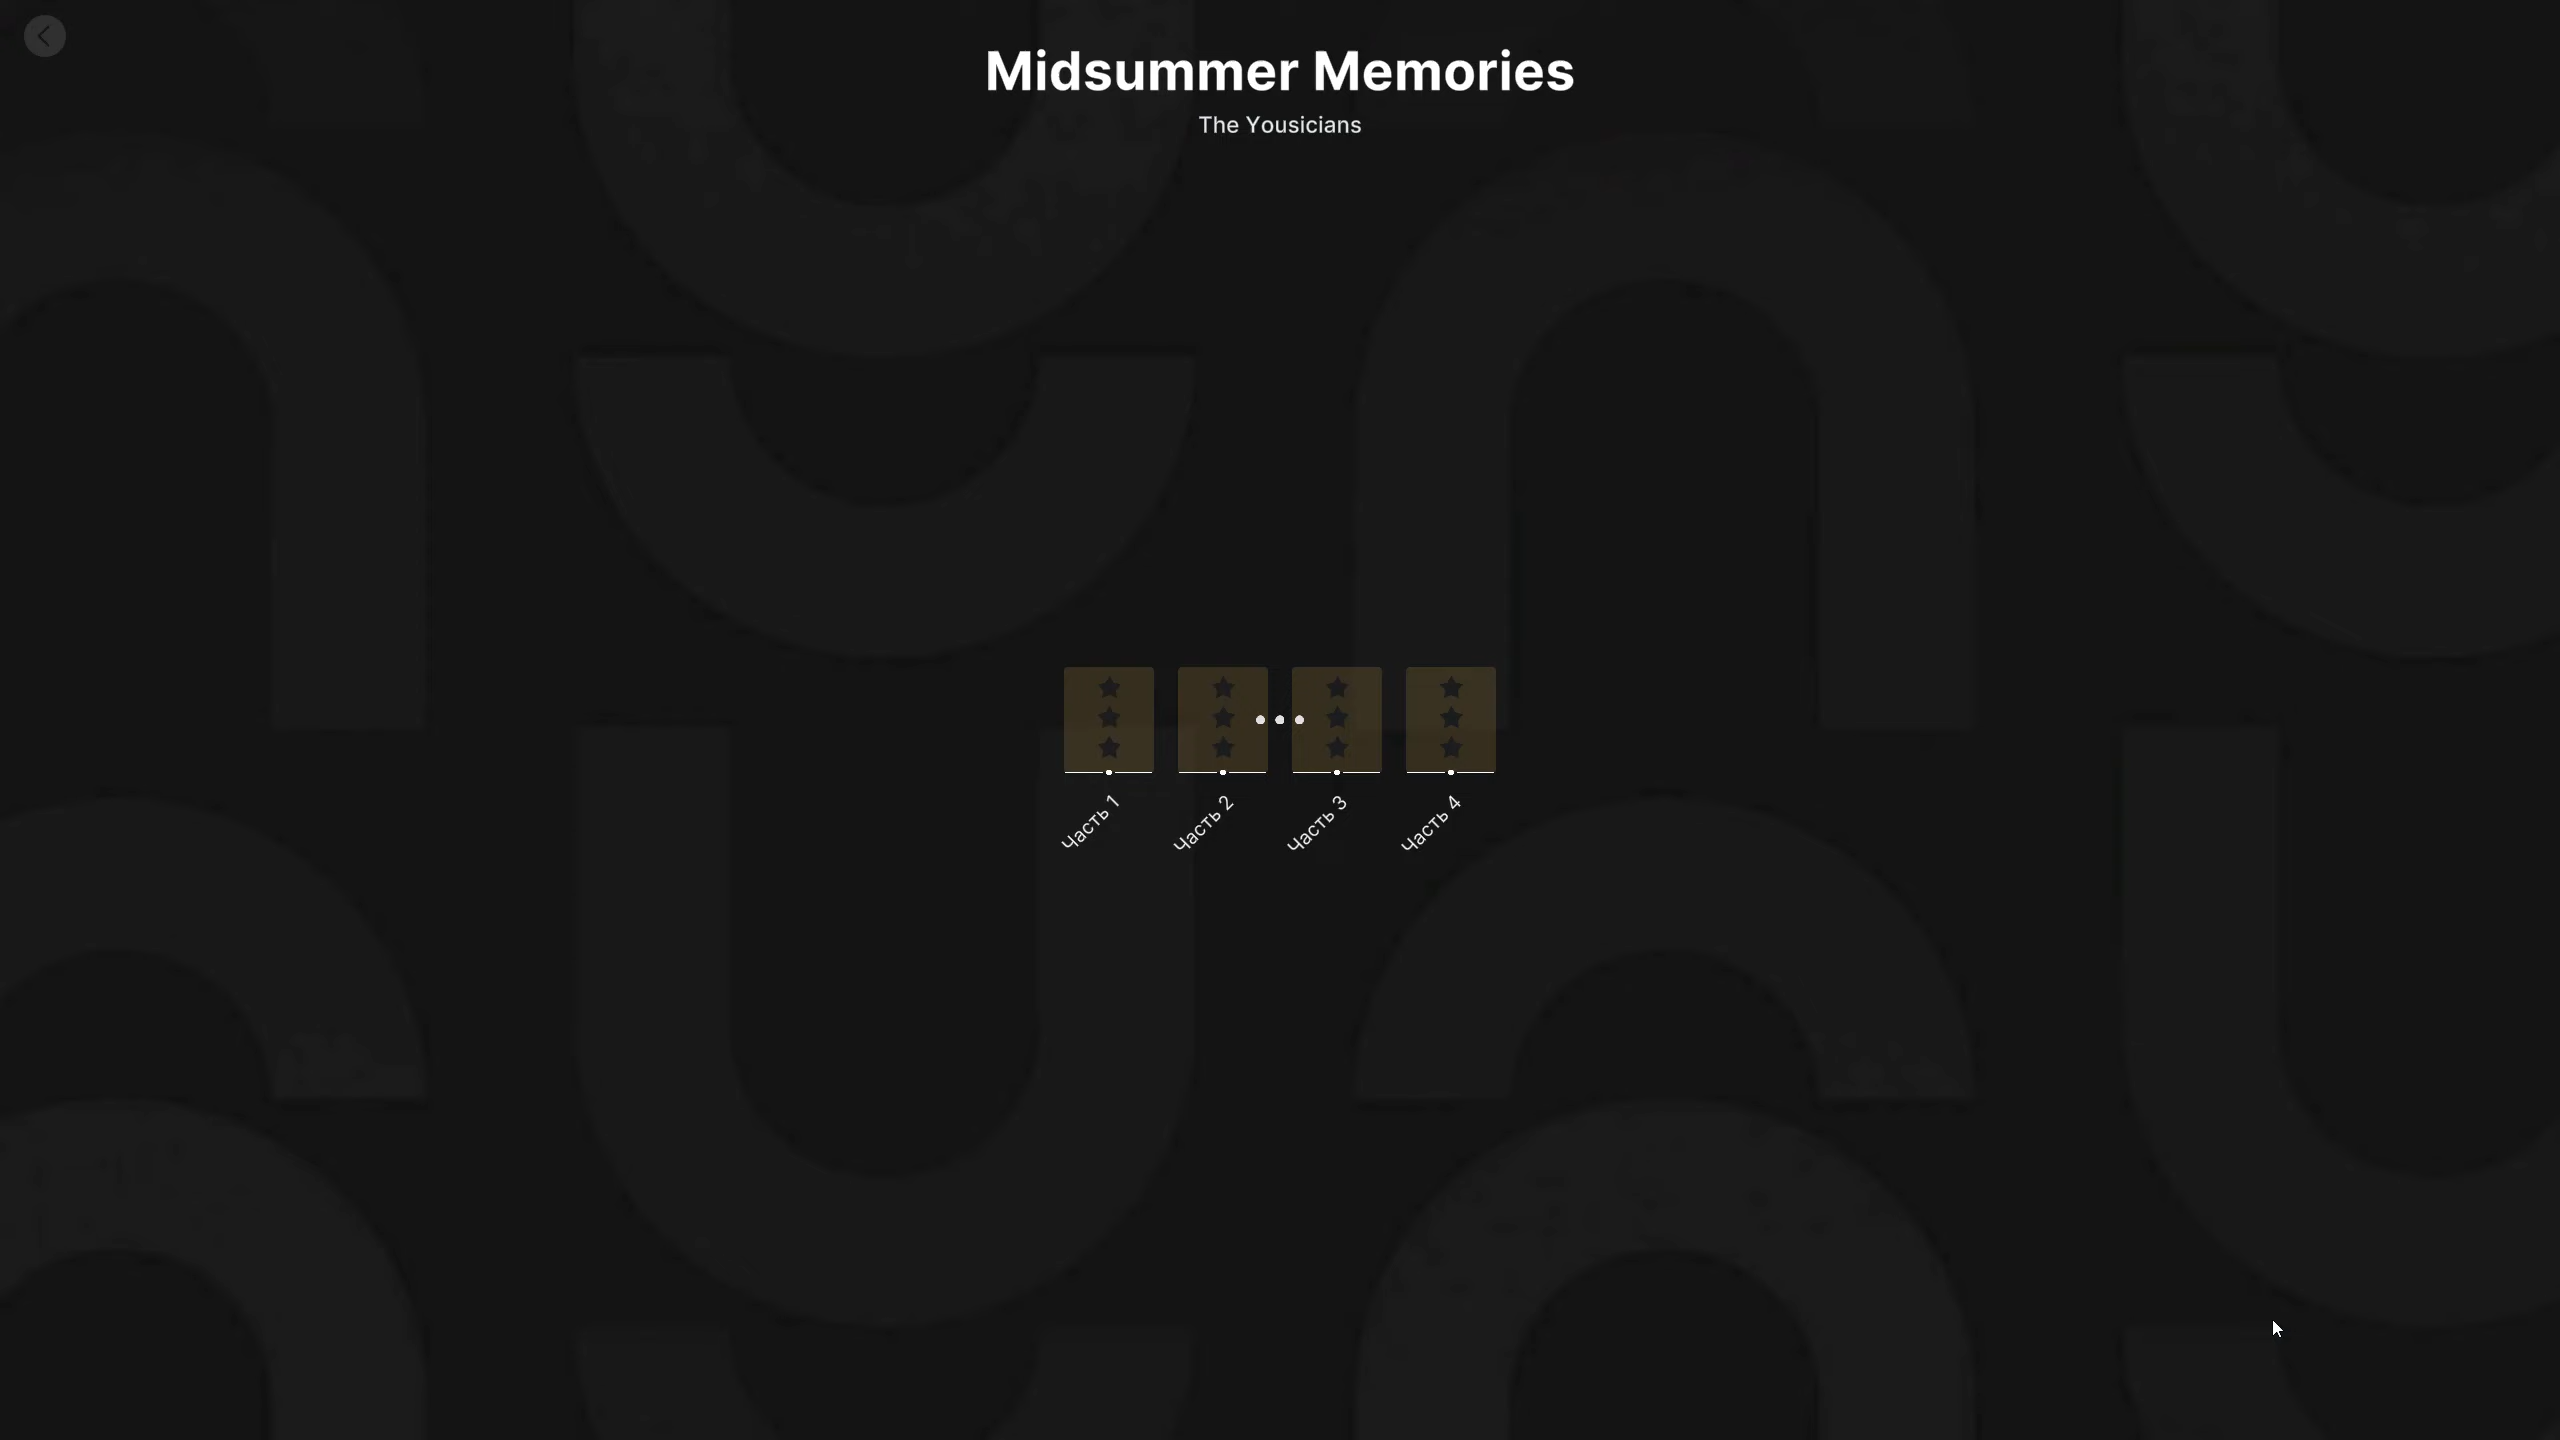 Midsummer Memories
The Yousicians
Часть 1
Часть 2
Часть 3
Часть 4